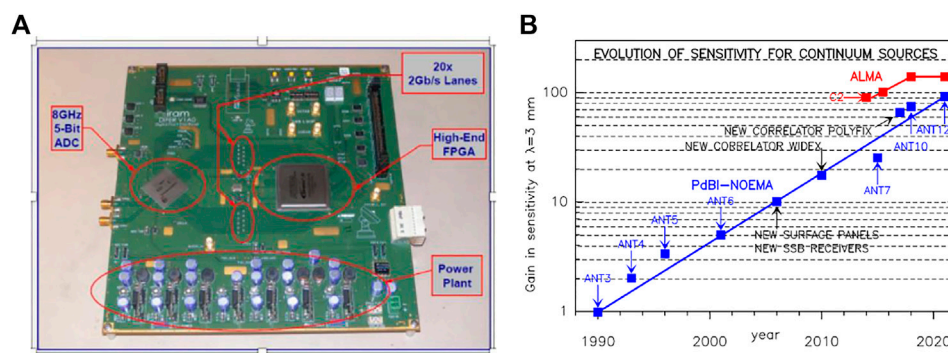 A
B
20x
2Gb/s Lanes
8GHz
5-Bit
ADC
iram
High-End
FPGA
Power
Plant
EVOLUTION OF SENSITIVITY FOR CONTINUUM SOURCES
Gain in sensitivity at λ=3 mm
100
10
1
ALMA
C2
NEW CORRELATOR POLYFIX
NEW CORRELATOR WIDEX
ANT12
ANT10
ANT7
PdBI-NOEMA
ANT6
ANT5
ANT4
ANT3
NEW SURFACE PANELS
NEW SSB RECEIVERS
1990
2000
2010
2020
year